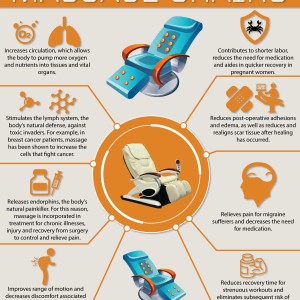 MASSAGE CHAIRS
Increases circulation, which allows
the body to pump more oxygen
and nutrients into tissues and vital
organs.
Contributes to shorter labor,
reduces the need for medication
and aides in quicker recovery in
pregnant women.
Stimulates the lymph system, the
body's natural defense, against
toxic invaders. For example, in
breast cancer patients, massage
has been shown to increase the
cells that fight cancer.
Reduces post-operative adhesions
and edema, as well as reduces and
realigns scar tissue after healing
has occurred.
Releases endorphins, the body's
natural painkiller. For this reason,
massage is incorporated in
treatment for chronic illnesses,
injury and recovery from surgery
to control and relieve pain.
Relieves pain for migraine
sufferers and decreases the need
for medication.
Improves range of motion and
decreases discomfort associated
Reduces recovery time for
strenuous workouts and
eliminates subsequent risk of